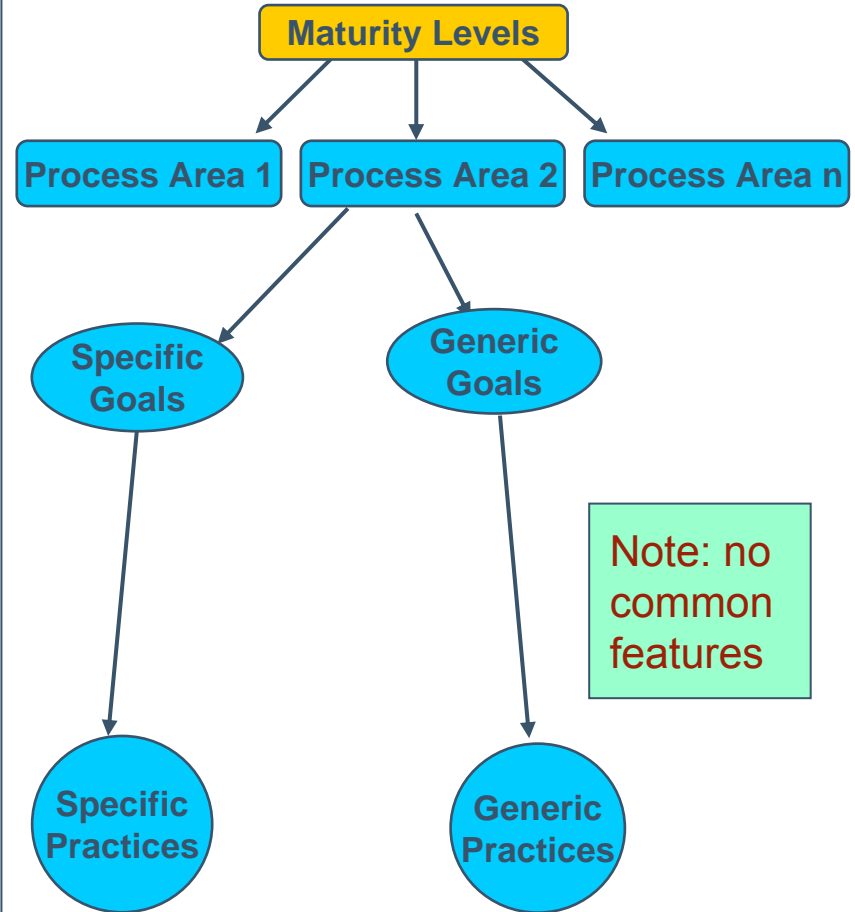 Maturity Levels
Process Area 1
Process Area 2
Process Area n
Specific
Goals
Generic
Goals
Note: no
common
features
Specific
Practices
Generic
Practices